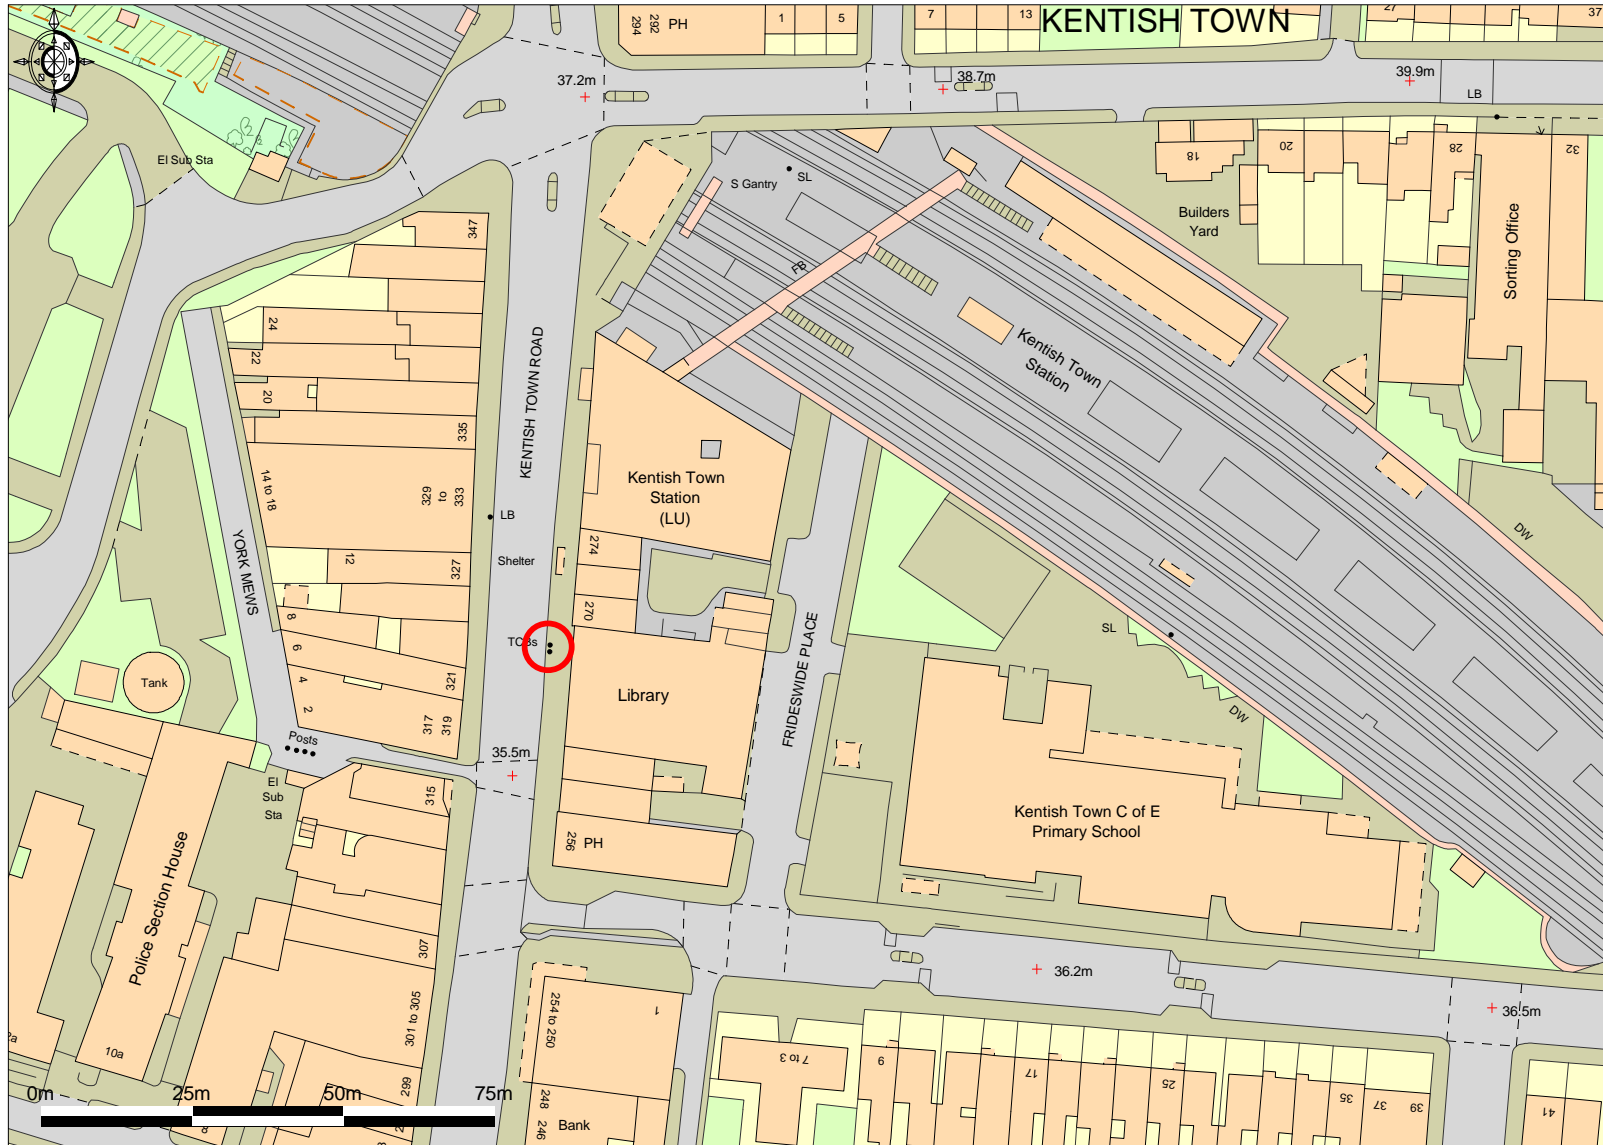 KENTISH TOWN
294
292
PH
1
5
7
13
27
37
37.2m
38.7m
39.9m
LB
El Sub Sta
S Gantry
SL
18
20
28
32
Builders
Yard
Sorting Office
347
FB
24
22
20
335
KENTISH TOWN ROAD
Kentish Town
Station
14 to 18
329
to
333
Kentish Town
Station
(LU)
LB
Shelter
YORK MEWS
12
327
274
270
DW
8
6
4
2
321
319
317
TCBs
SL
Tank
Library
FRIDESWIDE PLACE
DW
Posts
35.5m
El
Sub
Sta
315
Kentish Town C of E
Primary School
256
PH
Police Section House
307
36.2m
36.5m
254 to 250
1
301 to 305
10a
7 to 3
9
17
25
35
37
39
41
299
248
246
Bank
0m
25m
50m
75m